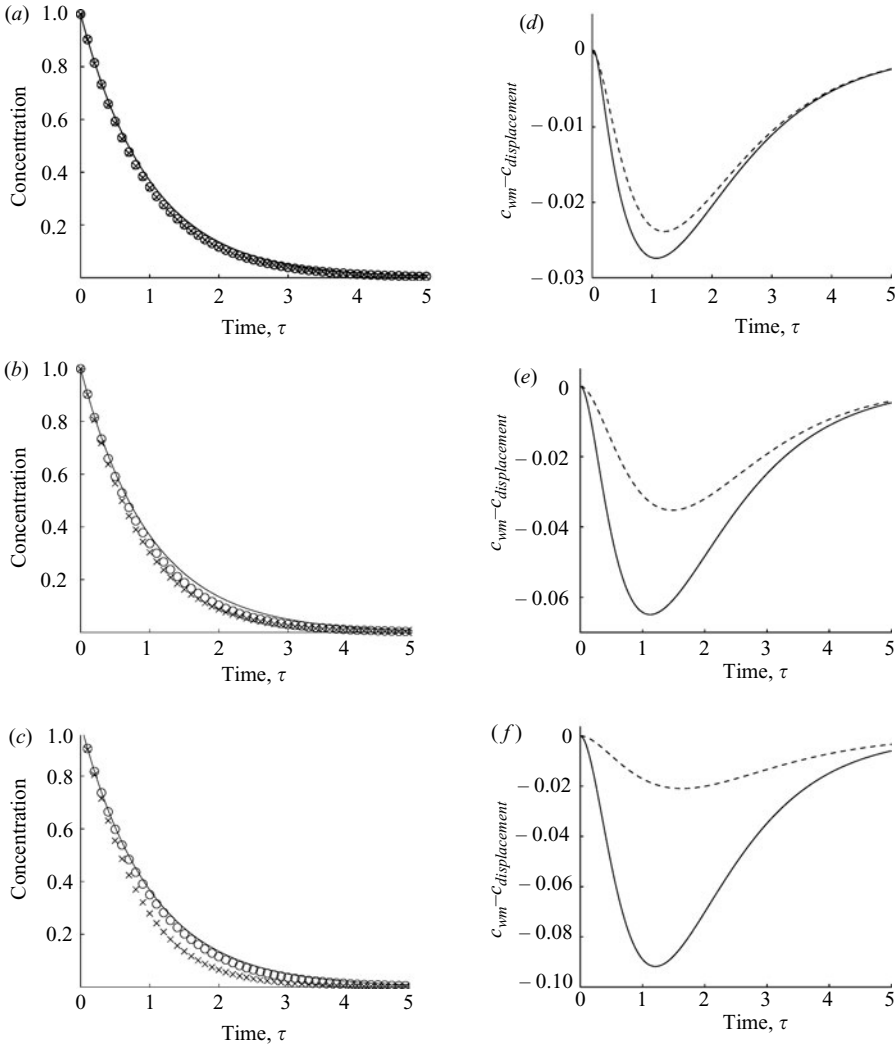 (a)
1.0
0.8
0.6
0.4
0.2
Concentration
0 1 2 3 4 5
Time, τ
(d)
0
−0.01
−0.02
−0.03
c_wm−c_displacement
0 1 2 3 4 5
Time, τ
(b)
1.0
0.8
0.6
0.4
0.2
Concentration
0 1 2 3 4 5
Time, τ
(e)
0
−0.02
−0.04
−0.06
c_wm−c_displacement
0 1 2 3 4 5
Time, τ
(c)
1.0
0.8
0.6
0.4
0.2
Concentration
0 1 2 3 4 5
Time, τ
(f)
0
−0.02
−0.04
−0.06
−0.08
−0.10
c_wm−c_displacement
0 1 2 3 4 5
Time, τ